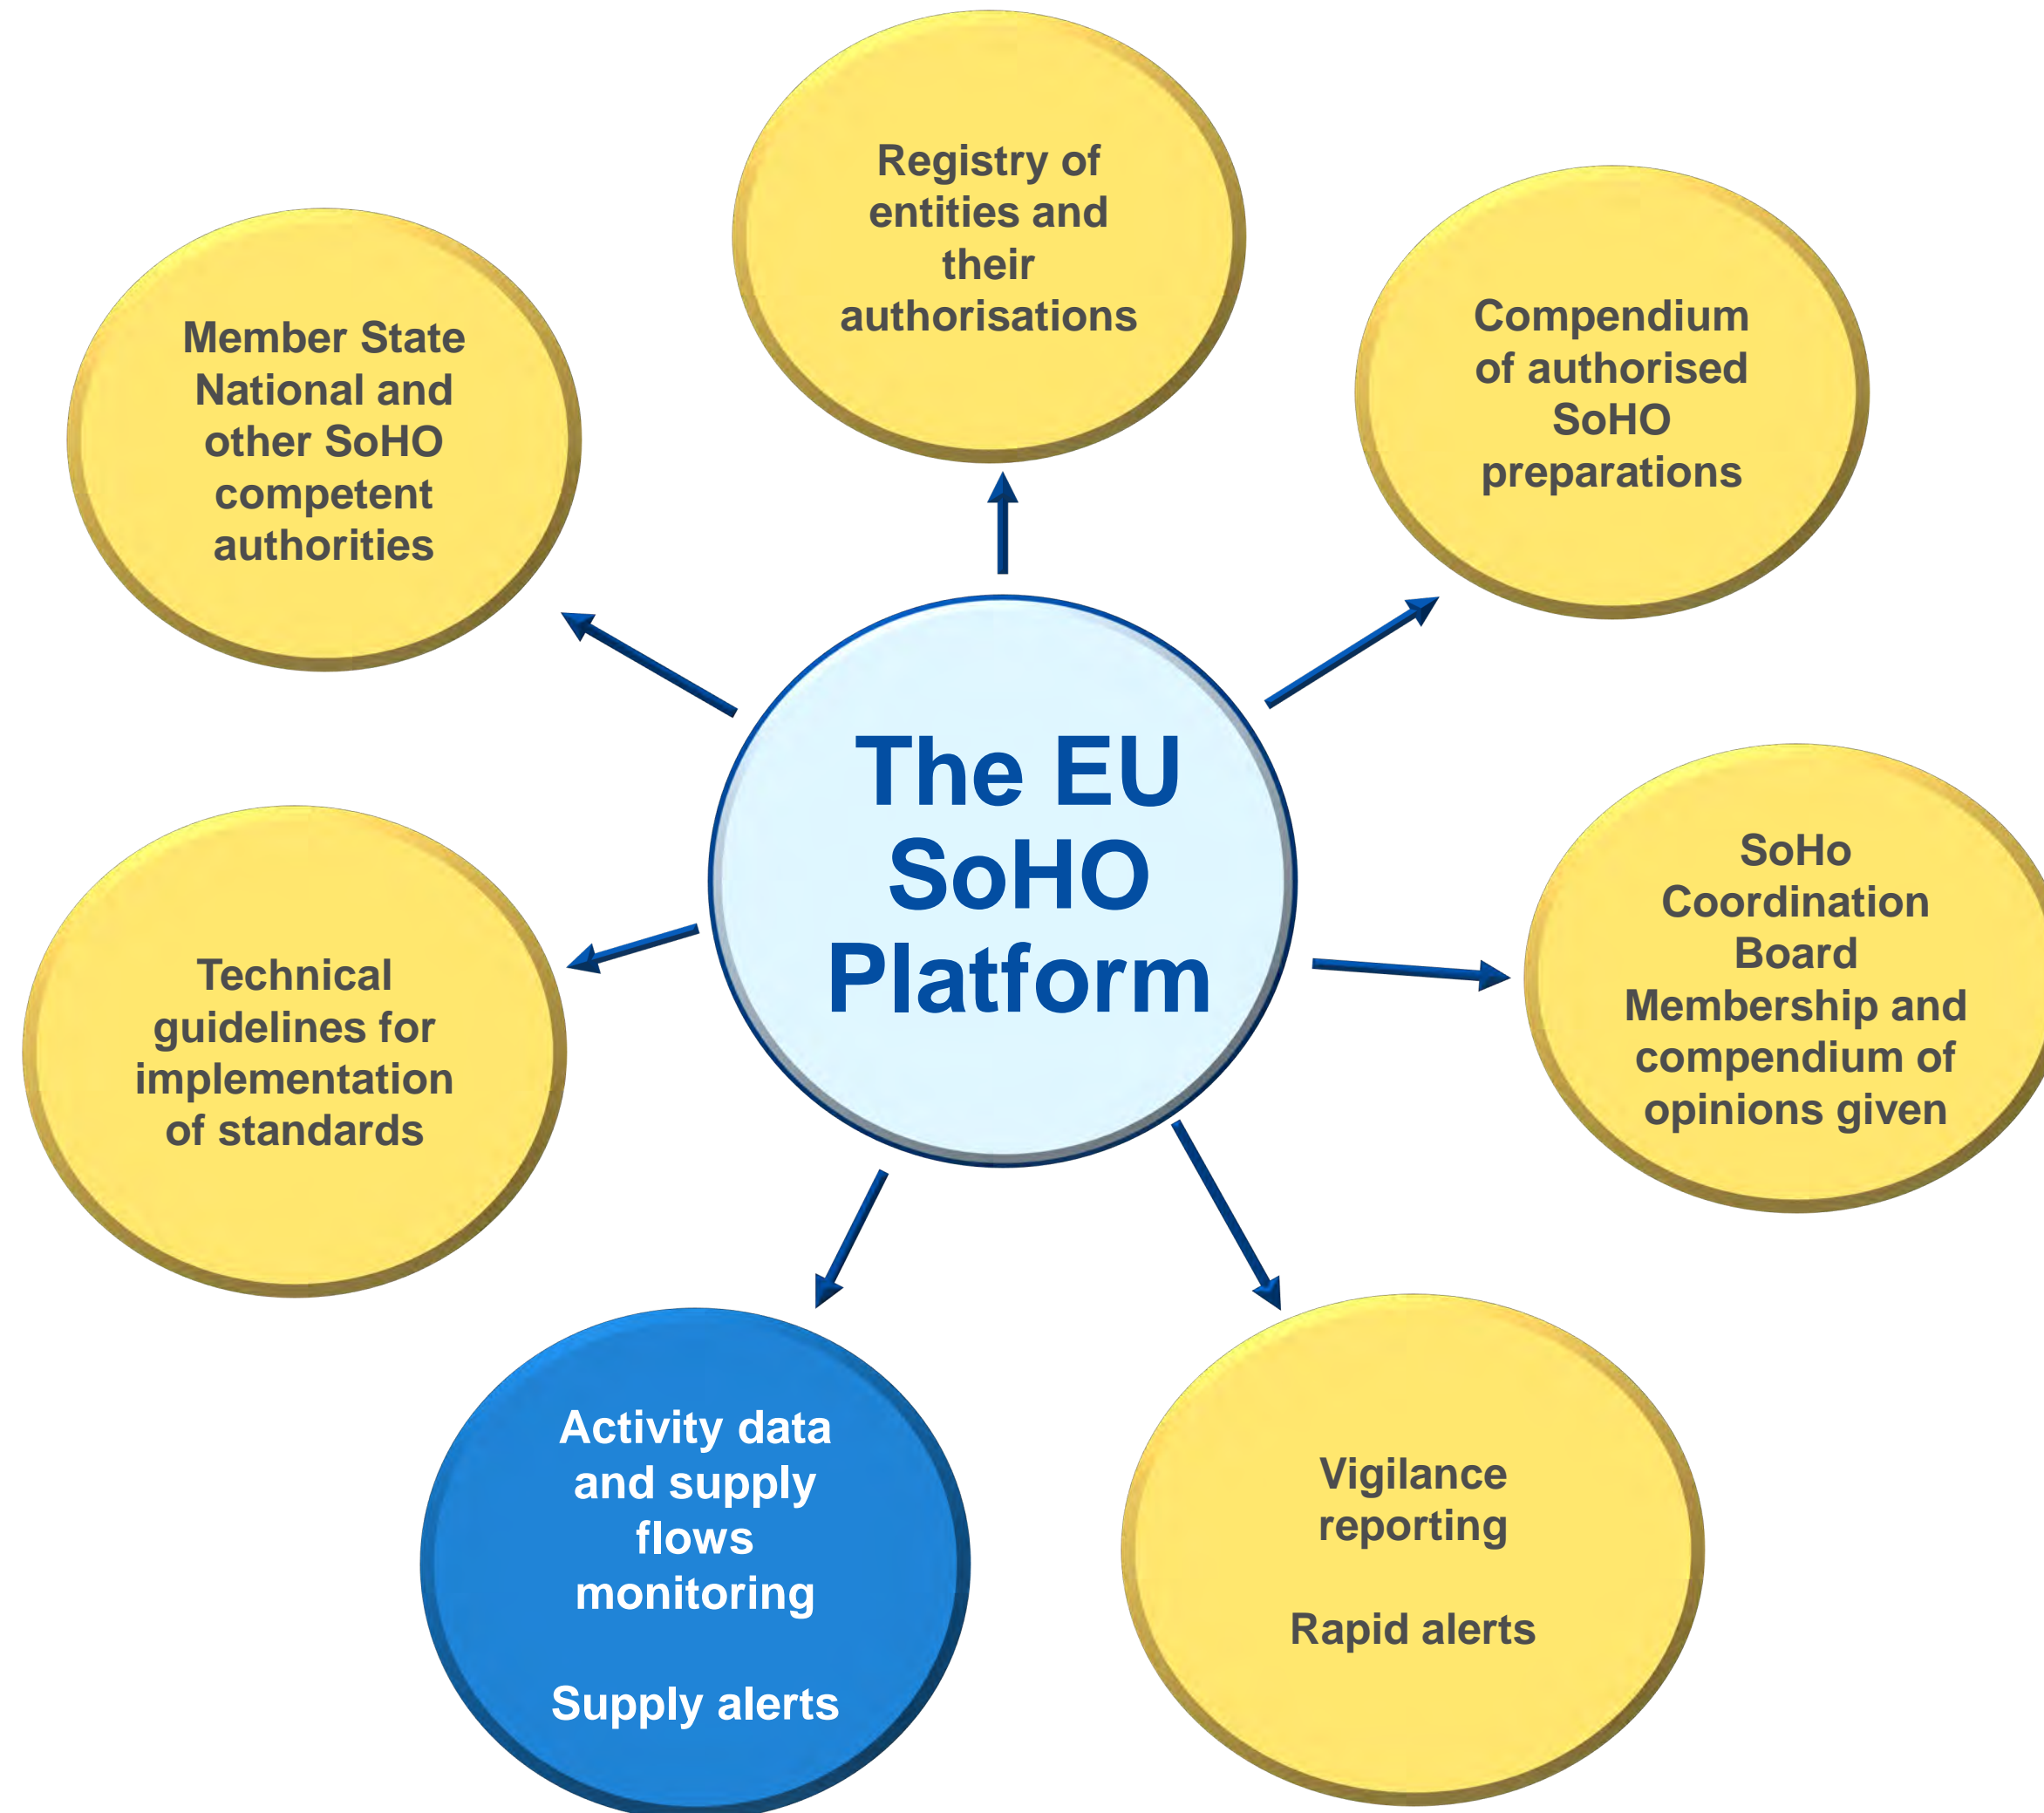 Registry of
entities and
their
authorisations
Member State
National and
other SoHO
competent
authorities
Compendium
of authorised
SoHO
preparations
The EU
SoHO
Platform
SoHo
Coordination
Board
Membership and
compendium of
opinions given
Technical
guidelines for
implementation
of standards
Activity data
and supply
flows
monitoring
Supply alerts
Vigilance
reporting
Rapid alerts